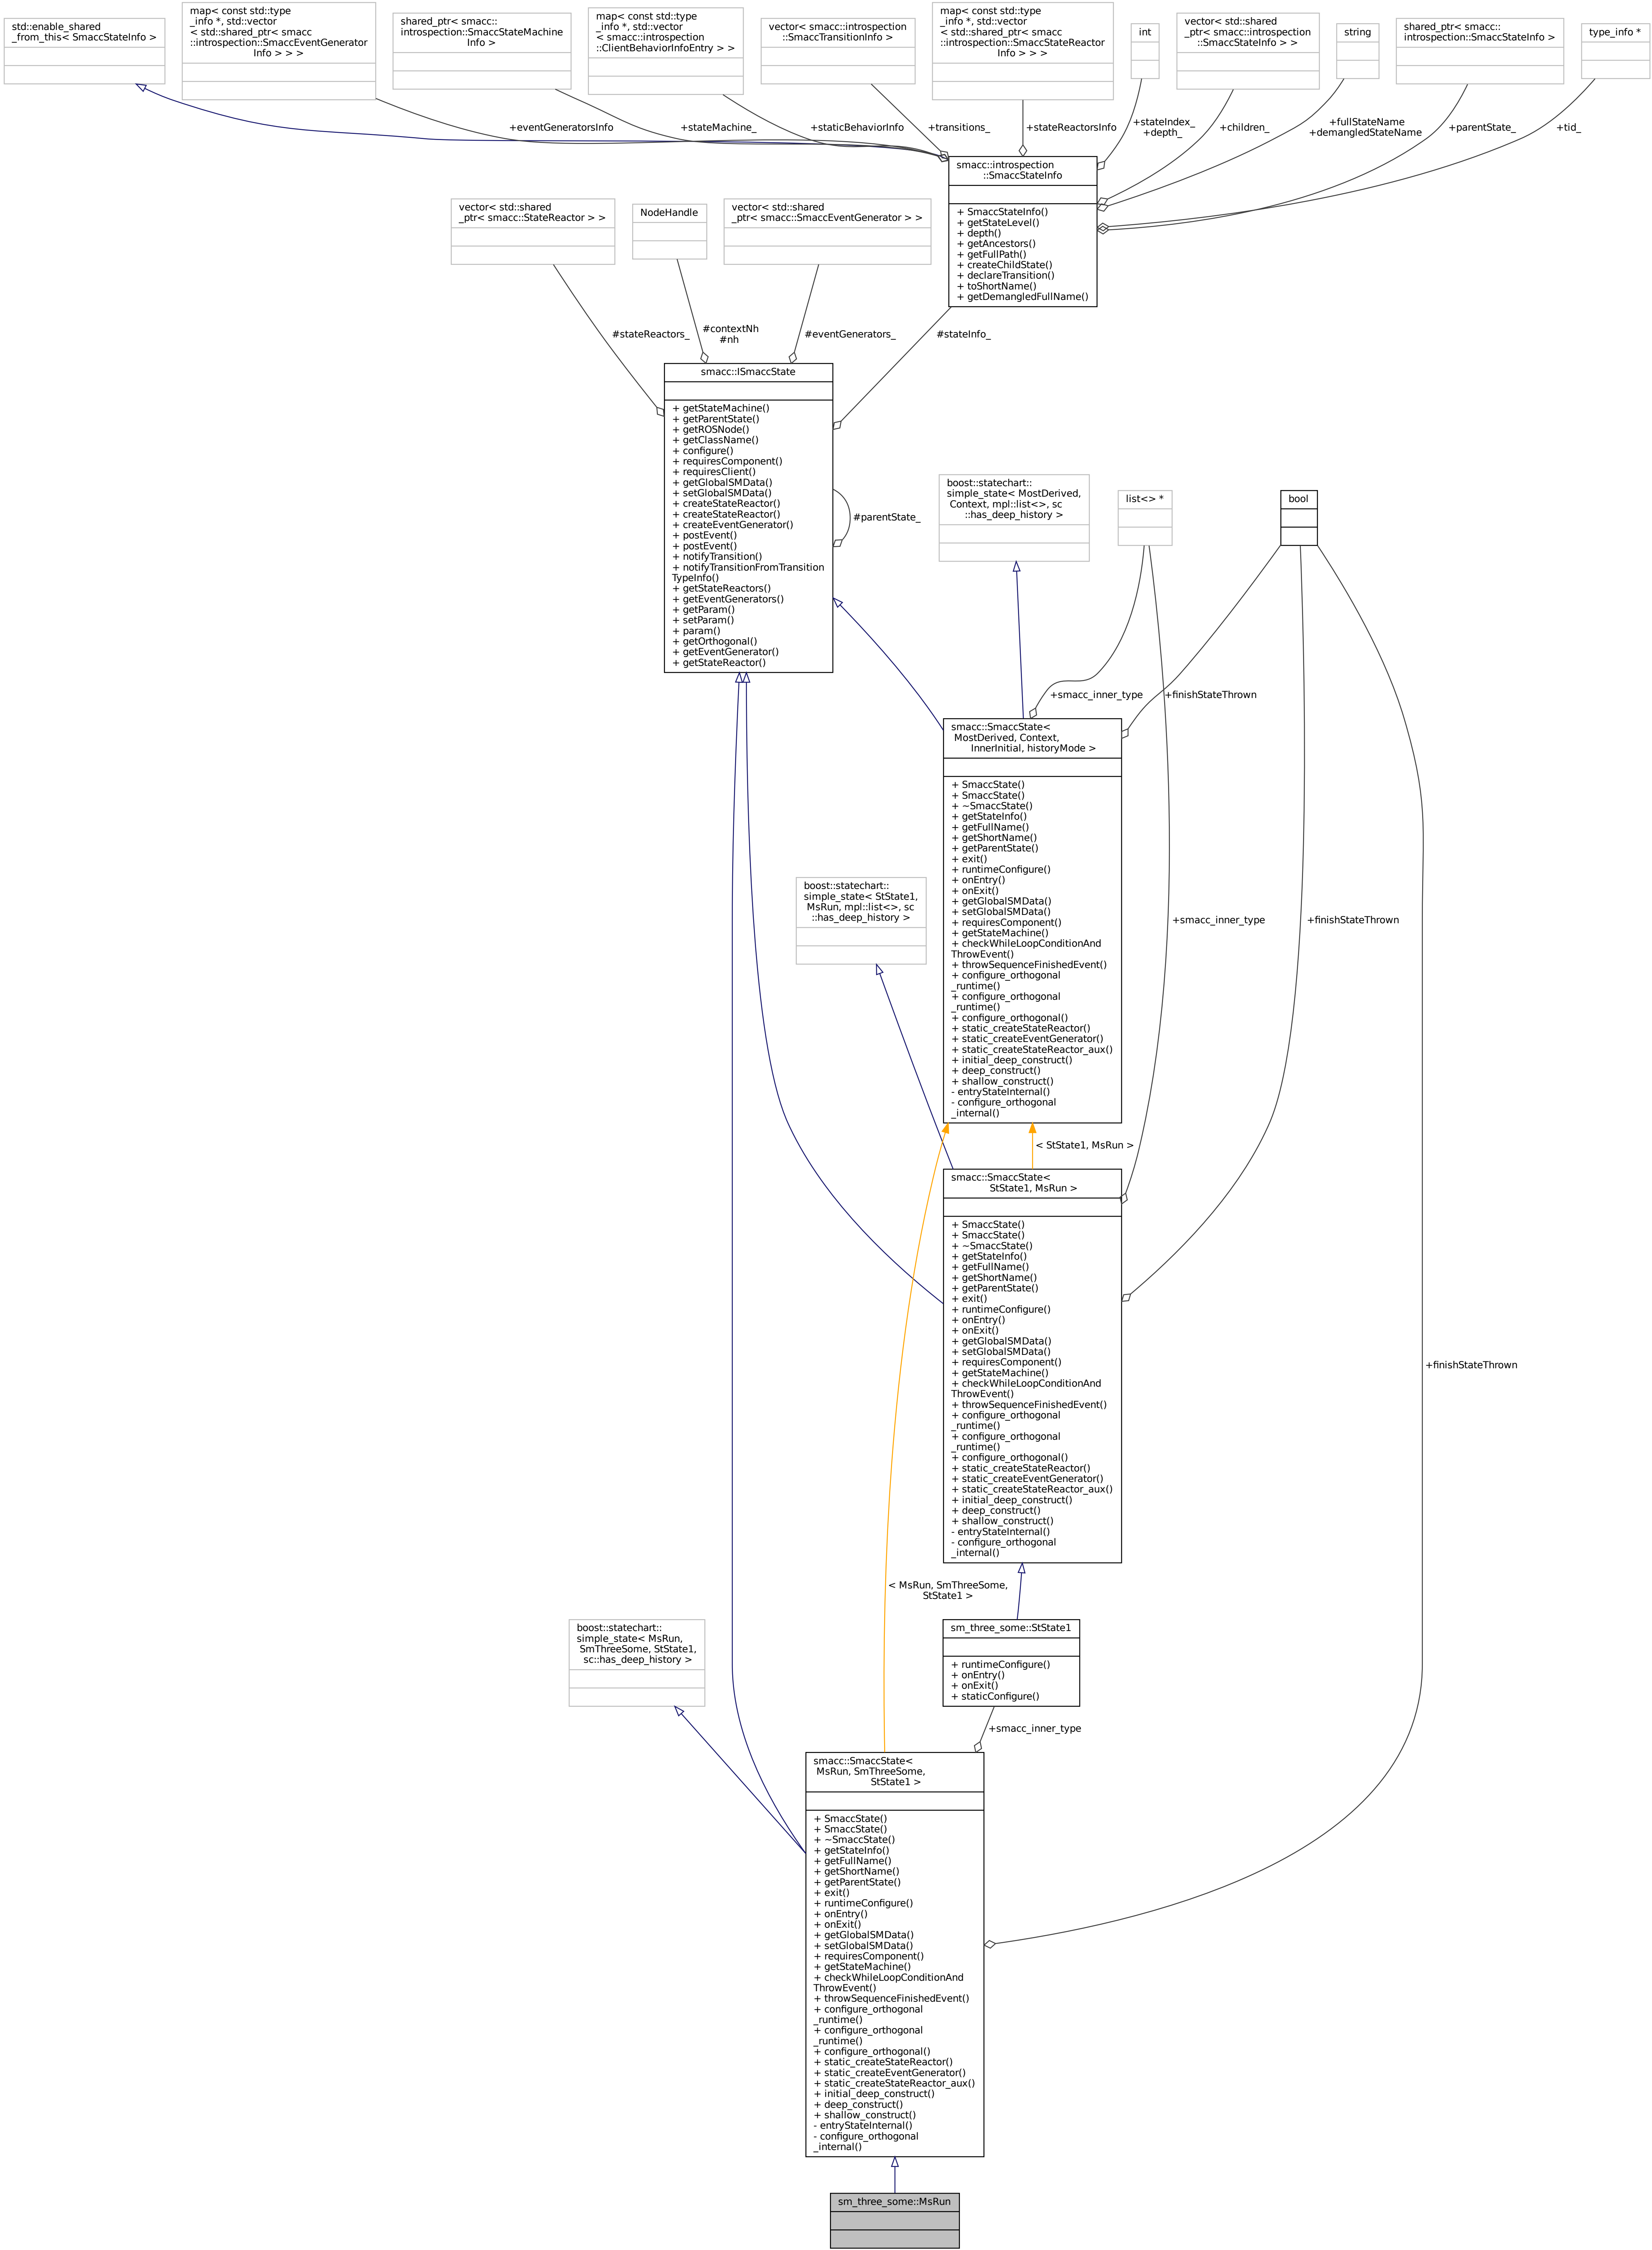 std::enable_shared
_from_this< SmaccStateInfo >
map< const std::type
_info *, std::vector
< std::shared_ptr< smacc
::introspection::SmaccEventGenerator
Info > > >
shared_ptr< smacc::
introspection::SmaccStateMachine
Info >
map< const std::type
_info *, std::vector
< smacc::introspection
::ClientBehaviorInfoEntry > >
vector< smacc::introspection
::SmaccTransitionInfo >
map< const std::type
_info *, std::vector
< std::shared_ptr< smacc
::introspection::SmaccStateReactor
Info > > >
int
vector< std::shared
_ptr< smacc::introspection
::SmaccStateInfo > >
string
shared_ptr< smacc::
introspection::SmaccStateInfo >
type_info *
+eventGeneratorsInfo
+stateMachine_
+staticBehaviorInfo
+transitions_
+stateReactorsInfo
+stateIndex_
+depth_
+children_
+fullStateName
+demangledStateName
+parentState_
+tid_
smacc::introspection
::SmaccStateInfo
+ SmaccStateInfo()
+ getStateLevel()
+ depth()
+ getAncestors()
+ getFullPath()
+ createChildState()
+ declareTransition()
+ toShortName()
+ getDemangledFullName()
vector< std::shared
_ptr< smacc::StateReactor > >
NodeHandle
vector< std::shared
_ptr< smacc::SmaccEventGenerator > >
#stateReactors_
#contextNh
#nh
#eventGenerators_
#stateInfo_
smacc::ISmaccState
+ getStateMachine()
+ getParentState()
+ getROSNode()
+ getClassName()
+ configure()
+ requiresComponent()
+ requiresClient()
+ getGlobalSMData()
+ setGlobalSMData()
+ createStateReactor()
+ createStateReactor()
+ createEventGenerator()
+ postEvent()
+ postEvent()
+ notifyTransition()
+ notifyTransitionFromTransition
TypeInfo()
+ getStateReactors()
+ getEventGenerators()
+ getParam()
+ setParam()
+ param()
+ getOrthogonal()
+ getEventGenerator()
+ getStateReactor()
#parentState_
boost::statechart::
simple_state< MostDerived,
Context, mpl::list<>, sc
::has_deep_history >
list<> *
bool
+smacc_inner_type
+finishStateThrown
smacc::SmaccState<
MostDerived, Context,
InnerInitial, historyMode >
+ SmaccState()
+ SmaccState()
+ ~SmaccState()
+ getStateInfo()
+ getFullName()
+ getShortName()
+ getParentState()
+ exit()
+ runtimeConfigure()
+ onEntry()
+ onExit()
+ getGlobalSMData()
+ setGlobalSMData()
+ requiresComponent()
+ getStateMachine()
+ checkWhileLoopConditionAnd
ThrowEvent()
+ throwSequenceFinishedEvent()
+ configure_orthogonal
_runtime()
+ configure_orthogonal
_runtime()
+ configure_orthogonal()
+ static_createStateReactor()
+ static_createEventGenerator()
+ static_createStateReactor_aux()
+ initial_deep_construct()
+ deep_construct()
+ shallow_construct()
- entryStateInternal()
- configure_orthogonal
_internal()
boost::statechart::
simple_state< StState1,
MsRun, mpl::list<>, sc
::has_deep_history >
+smacc_inner_type
+finishStateThrown
< StState1, MsRun >
smacc::SmaccState<
StState1, MsRun >
+ SmaccState()
+ SmaccState()
+ ~SmaccState()
+ getStateInfo()
+ getFullName()
+ getShortName()
+ getParentState()
+ exit()
+ runtimeConfigure()
+ onEntry()
+ onExit()
+ getGlobalSMData()
+ setGlobalSMData()
+ requiresComponent()
+ getStateMachine()
+ checkWhileLoopConditionAnd
ThrowEvent()
+ throwSequenceFinishedEvent()
+ configure_orthogonal
_runtime()
+ configure_orthogonal
_runtime()
+ configure_orthogonal()
+ static_createStateReactor()
+ static_createEventGenerator()
+ static_createStateReactor_aux()
+ initial_deep_construct()
+ deep_construct()
+ shallow_construct()
- entryStateInternal()
- configure_orthogonal
_internal()
+finishStateThrown
< MsRun, SmThreeSome,
StState1 >
boost::statechart::
simple_state< MsRun,
SmThreeSome, StState1,
sc::has_deep_history >
sm_three_some::StState1
+ runtimeConfigure()
+ onEntry()
+ onExit()
+ staticConfigure()
+smacc_inner_type
smacc::SmaccState<
MsRun, SmThreeSome,
StState1 >
+ SmaccState()
+ SmaccState()
+ ~SmaccState()
+ getStateInfo()
+ getFullName()
+ getShortName()
+ getParentState()
+ exit()
+ runtimeConfigure()
+ onEntry()
+ onExit()
+ getGlobalSMData()
+ setGlobalSMData()
+ requiresComponent()
+ getStateMachine()
+ checkWhileLoopConditionAnd
ThrowEvent()
+ throwSequenceFinishedEvent()
+ configure_orthogonal
_runtime()
+ configure_orthogonal
_runtime()
+ configure_orthogonal()
+ static_createStateReactor()
+ static_createEventGenerator()
+ static_createStateReactor_aux()
+ initial_deep_construct()
+ deep_construct()
+ shallow_construct()
- entryStateInternal()
- configure_orthogonal
_internal()
sm_three_some::MsRun